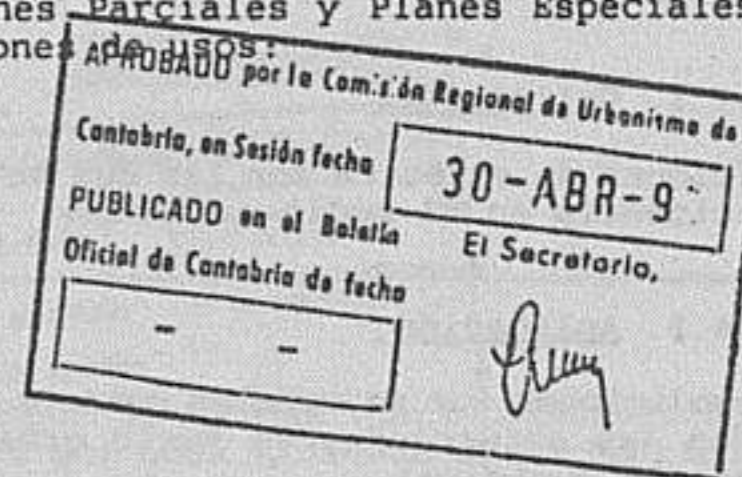 nes Parciales y Planes Especiales
ones de usos:
APROBADO por la Comisión Regional de Urbanismo de
Cantabria, en Sesión fecha
30-ABR-9
PUBLICADO en el Boletín
El Secretario,
Oficial de Cantabria de fecha
- -